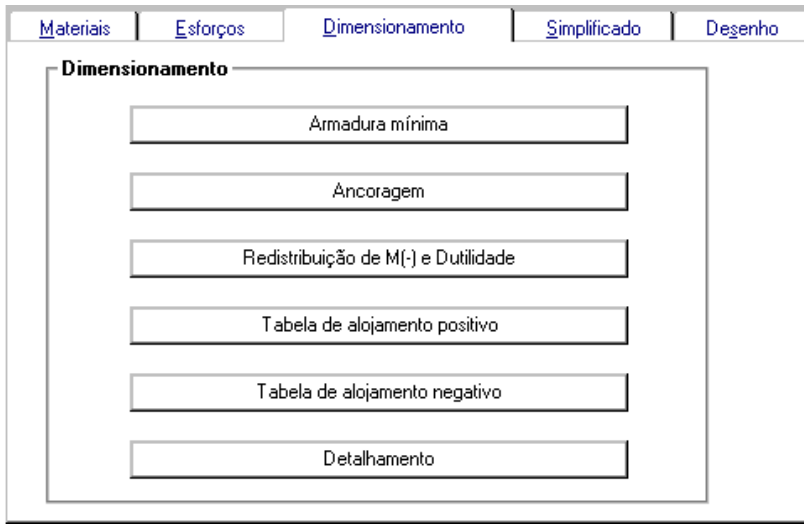 Materiais Esforços Dimensionamento Simplificado Desenho
Dimensionamento
Armadura mínima
Ancoragem
Redistribuição de M(-) e Dutilidade
Tabela de alojamento positivo
Tabela de alojamento negativo
Detalhamento